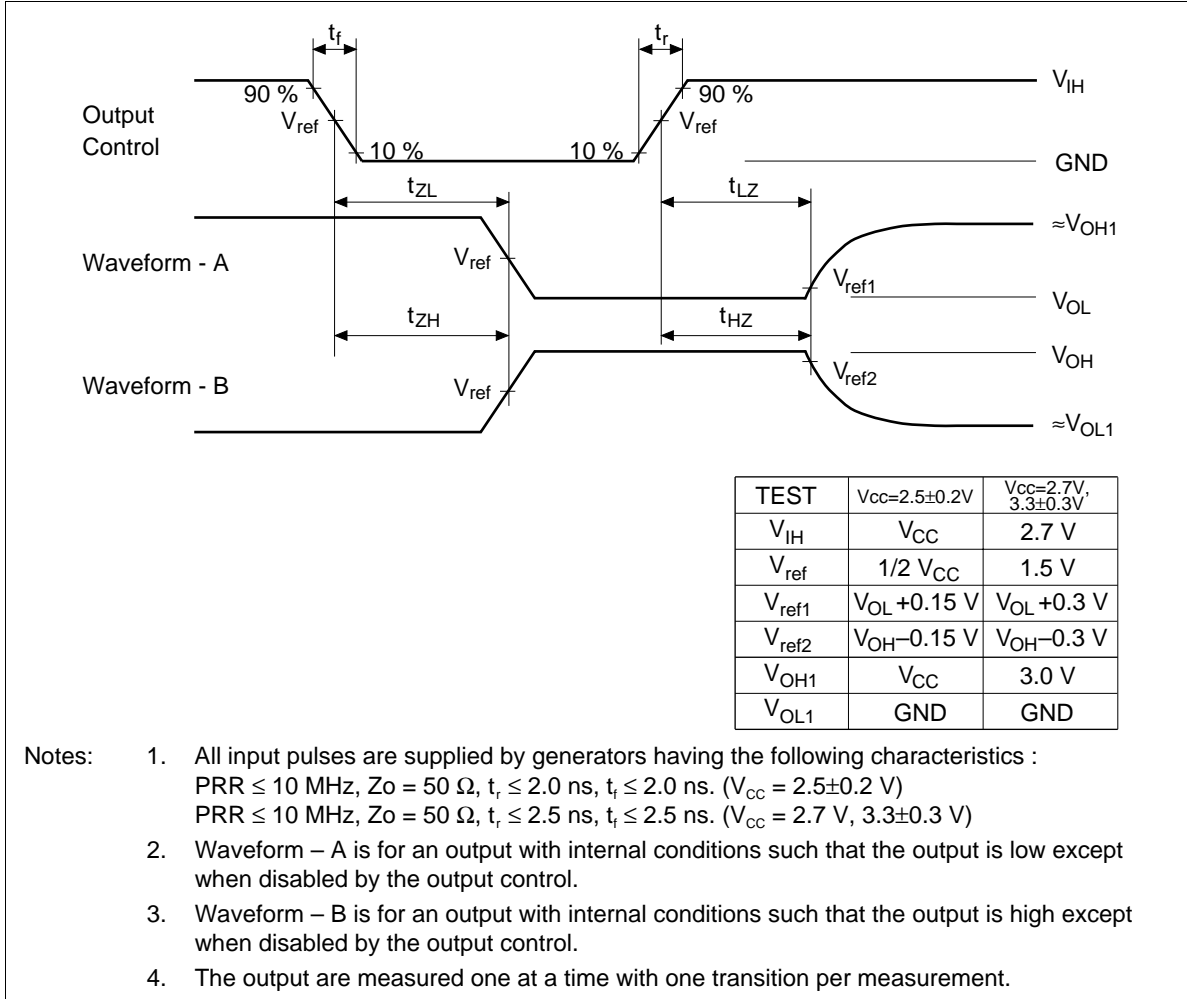 tf
tr
90 %
90 %
VIH
Output
Control
Vref
Vref
10 %
10 %
GND
tZL
tLZ
≈VOH1
Waveform - A
Vref
Vref1
VOL
tZH
tHZ
VOH
Waveform - B
Vref
Vref2
≈VOL1
TEST Vcc=2.5±0.2V Vcc=2.7V,
3.3±0.3V
VIH VCC 2.7 V
Vref 1/2 VCC 1.5 V
Vref1 VOL +0.15 V VOL +0.3 V
Vref2 VOH–0.15 V VOH–0.3 V
VOH1 VCC 3.0 V
VOL1 GND GND
Notes: 1. All input pulses are supplied by generators having the following characteristics :
PRR ≤ 10 MHz, Zo = 50 Ω, tr ≤ 2.0 ns, tf ≤ 2.0 ns. (VCC = 2.5±0.2 V)
PRR ≤ 10 MHz, Zo = 50 Ω, tr ≤ 2.5 ns, tf ≤ 2.5 ns. (VCC = 2.7 V, 3.3±0.3 V)
2. Waveform – A is for an output with internal conditions such that the output is low except
when disabled by the output control.
3. Waveform – B is for an output with internal conditions such that the output is high except
when disabled by the output control.
4. The output are measured one at a time with one transition per measurement.